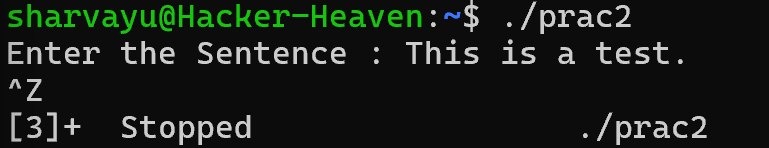 sharvayu@Hacker-Heaven:~$ ./prac2
Enter the Sentence : This is a test.
^Z
[3]+  Stopped                 ./prac2